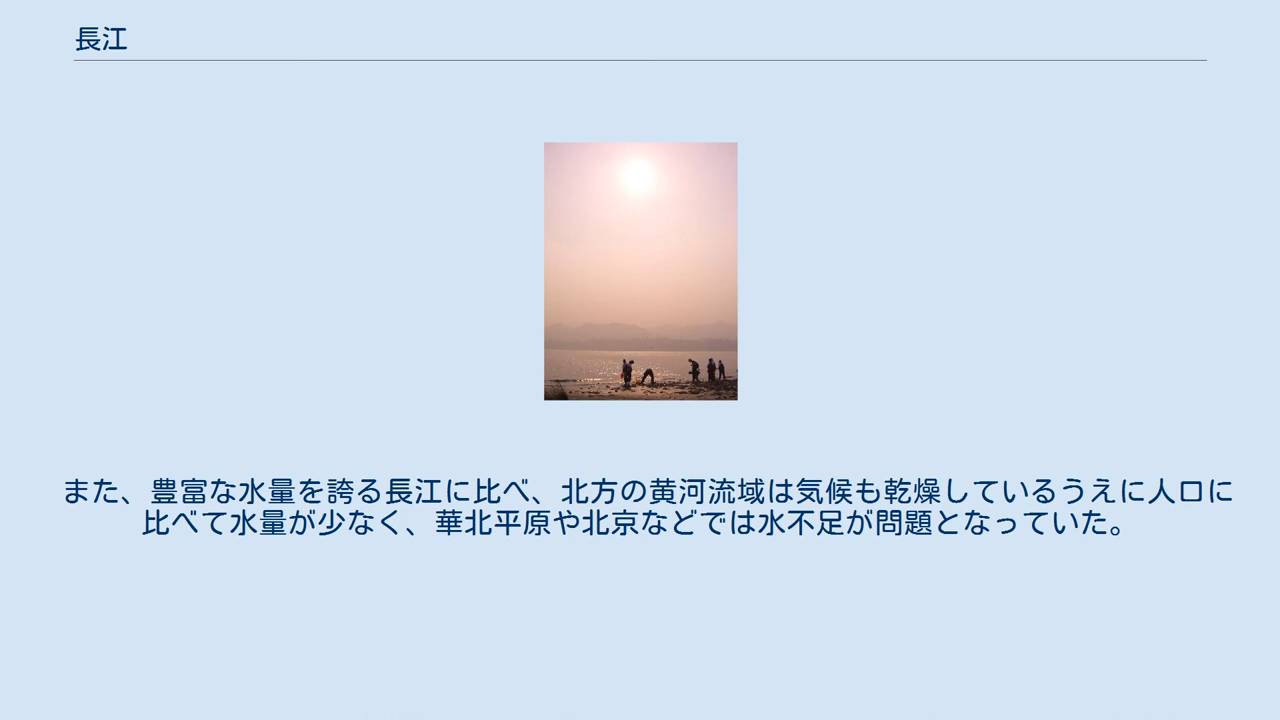 長江
また、豊富な水量を誇る長江に比べ、北方の黄河流域は気候も乾燥しているうえに人口に
比べて水量が少なく、華北平原や北京などでは水不足が問題となっていた。